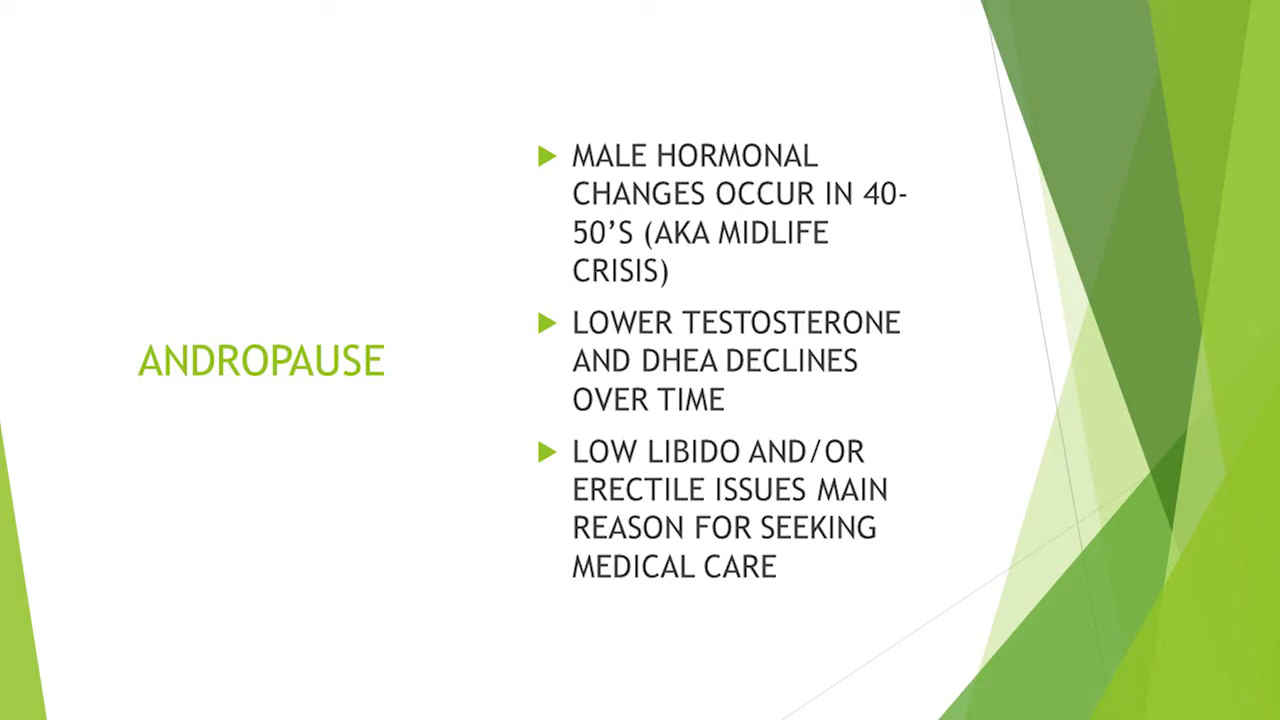 ANDROPAUSE
MALE HORMONAL
CHANGES OCCUR IN 40-
50’S (AKA MIDLIFE
CRISIS)
LOWER TESTOSTERONE
AND DHEA DECLINES
OVER TIME
LOW LIBIDO AND/OR
ERECTILE ISSUES MAIN
REASON FOR SEEKING
MEDICAL CARE